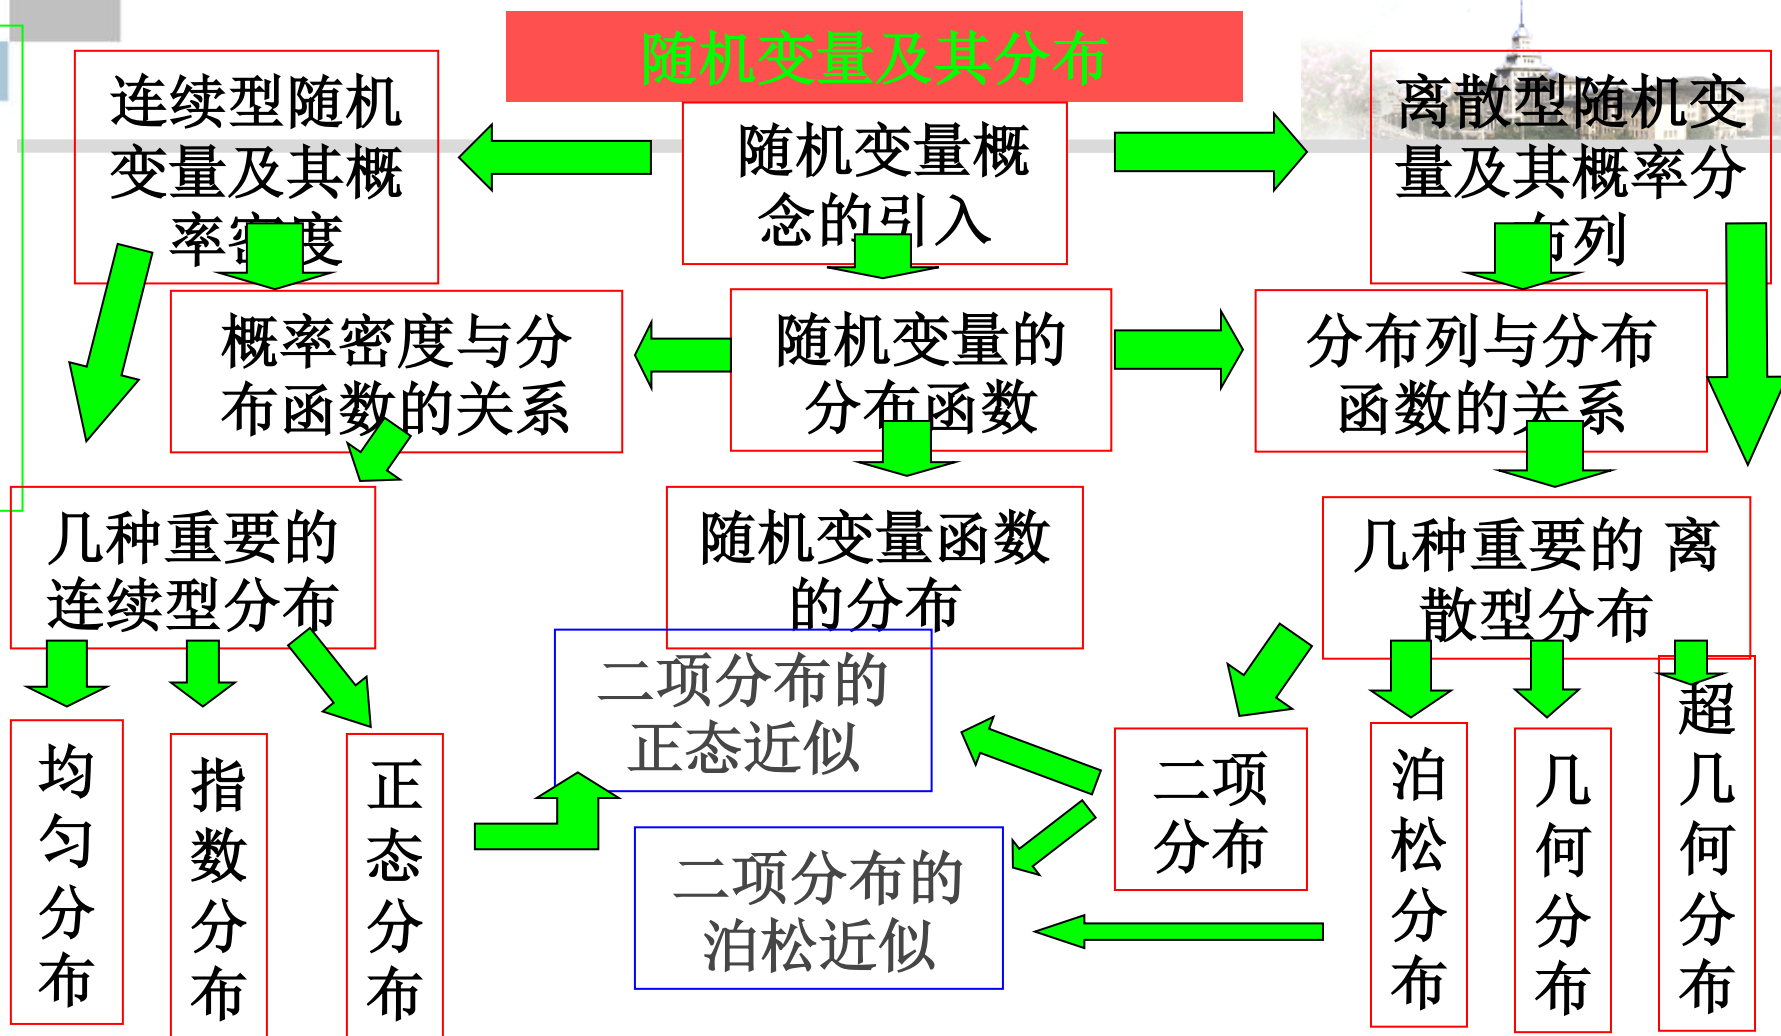 随机变量及其分布
连续型随机
变量及其概
率密度
随机变量概
念的引入
离散型随机变
量及其概率分
布列
概率密度与分
布函数的关系
随机变量的
分布函数
分布列与分布
函数的关系
几种重要的
连续型分布
随机变量函数
的分布
几种重要的 离
散型分布
二项分布的
正态近似
二项分布的
泊松近似
均
匀
分
布
指
数
分
布
正
态
分
布
二项
分布
泊
松
分
布
几
何
分
布
超
几
何
分
布